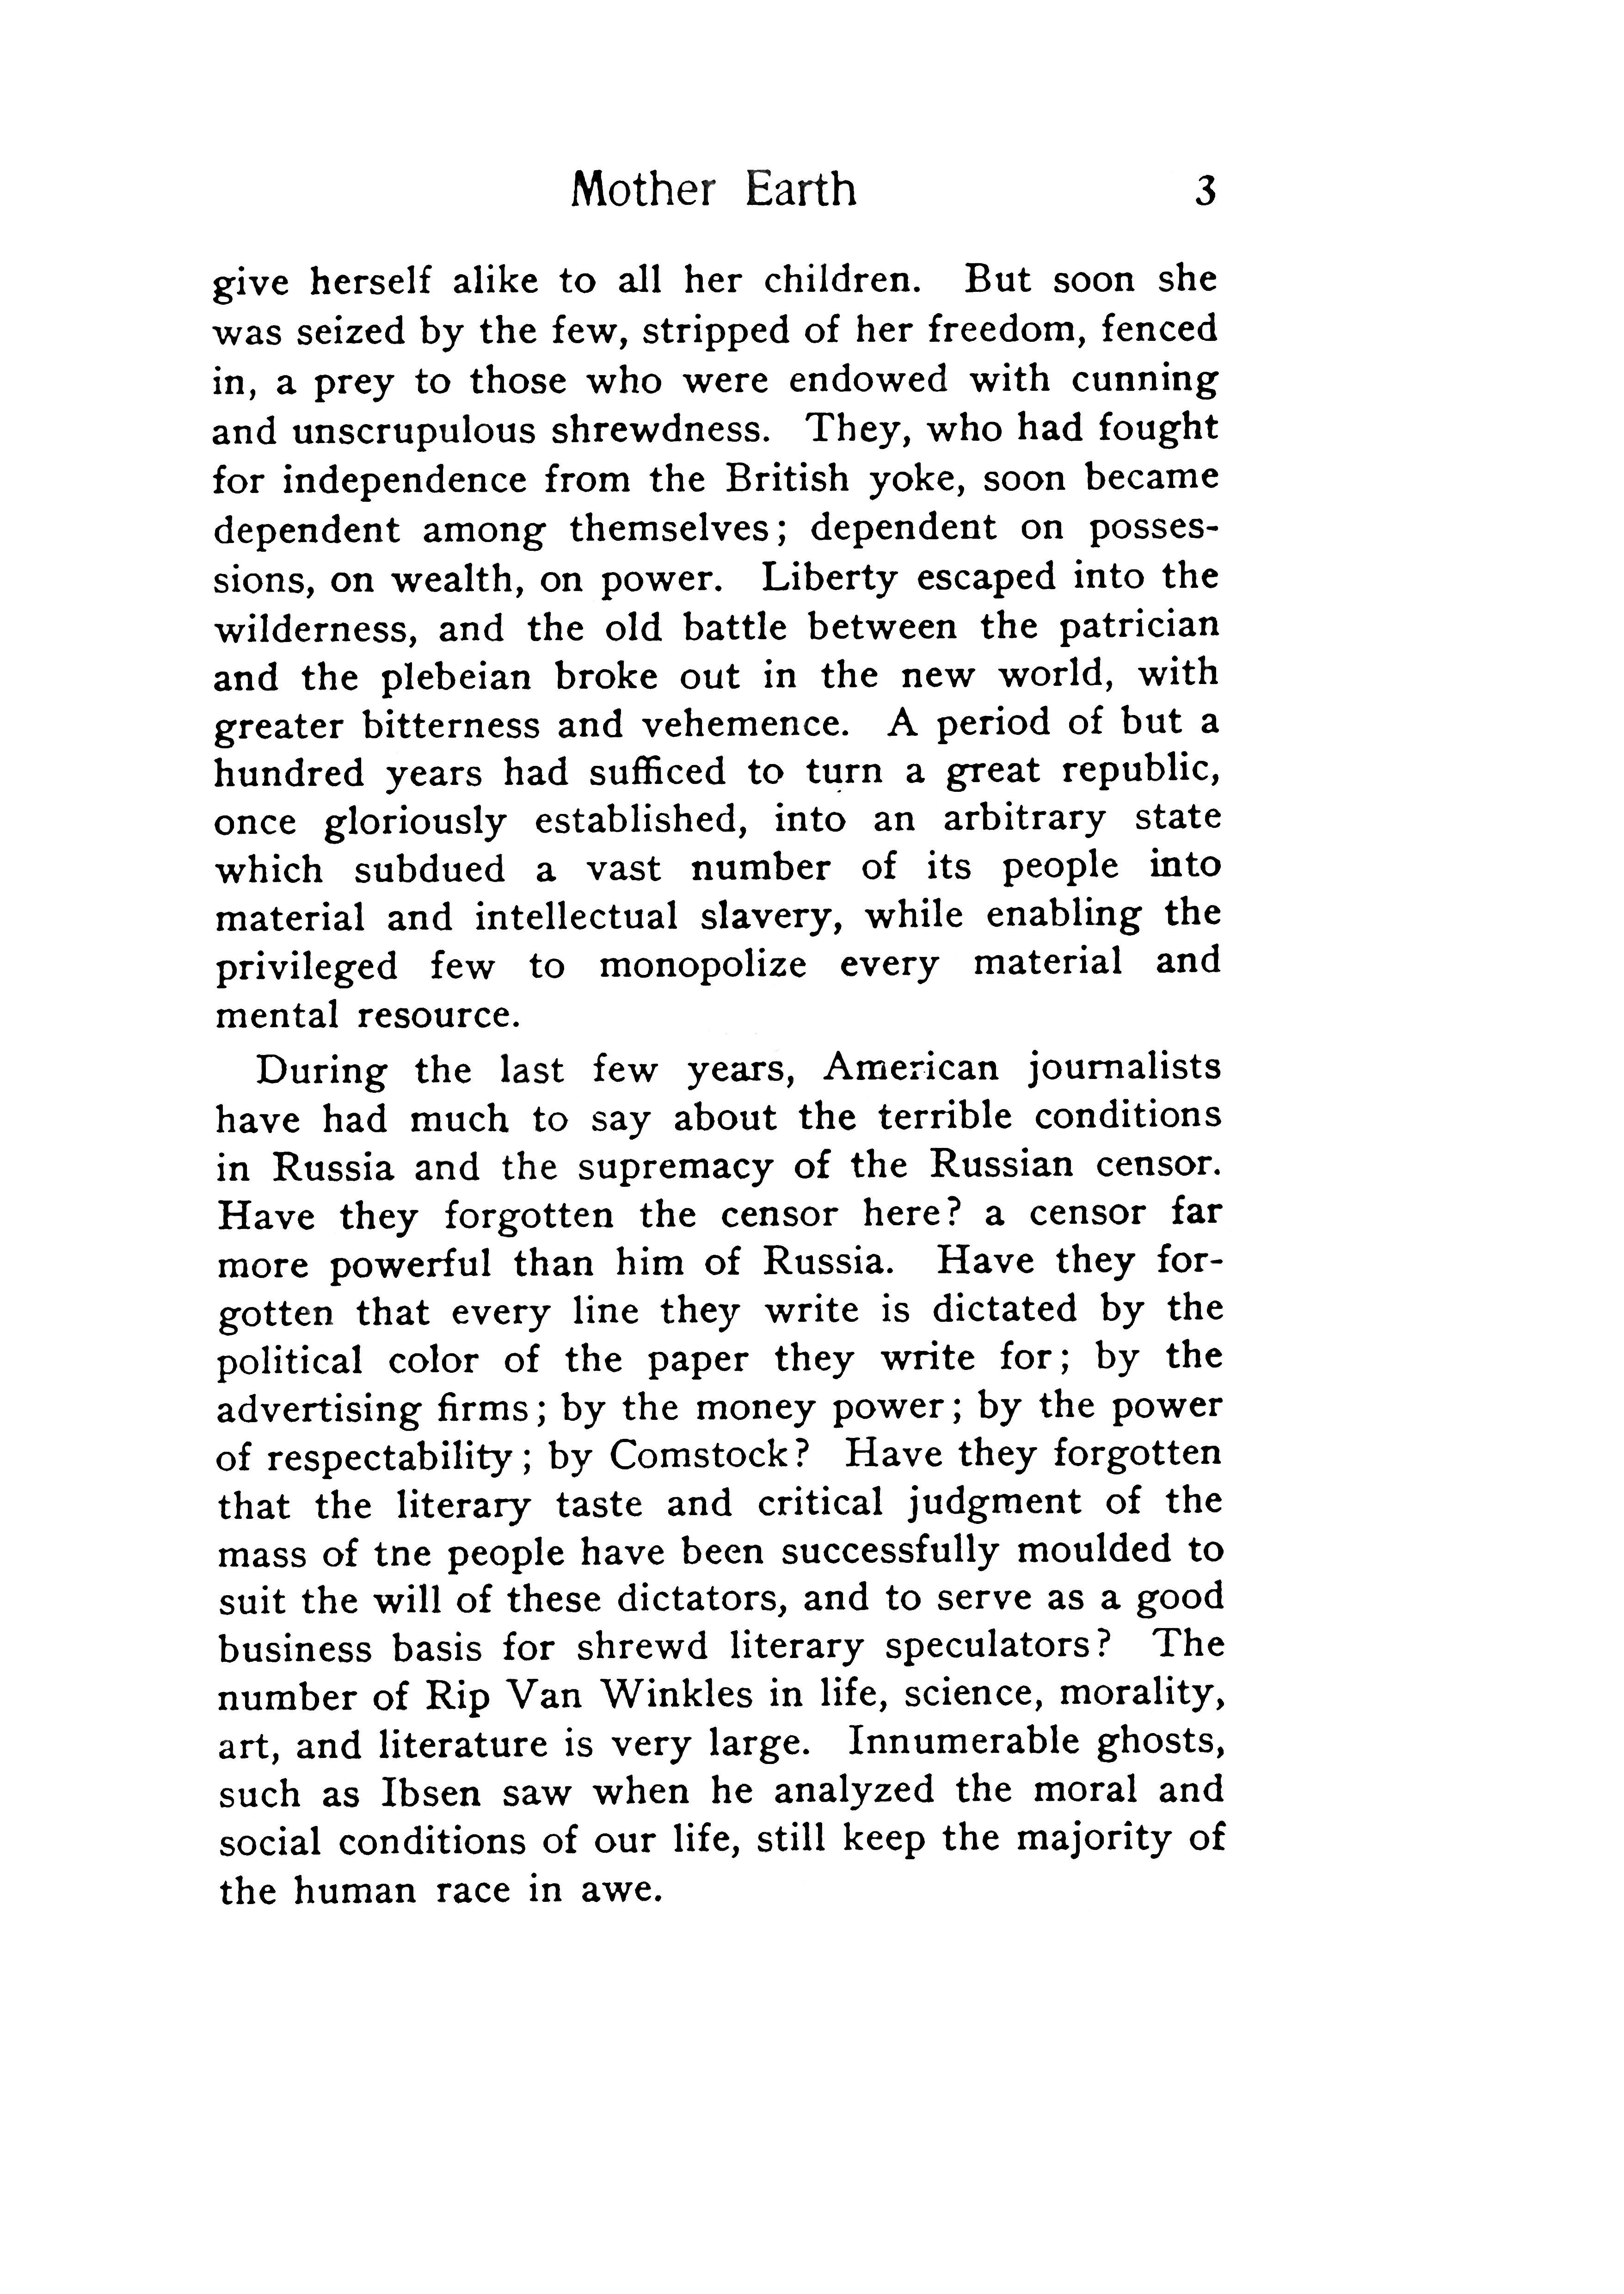 Mother Earth 3
give herself alike to all her children. But soon she
was seized by the few, stripped of her freedom, fenced
in, a prey to those who were endowed with cunning
and unscrupulous shrewdness. They, who had fought
for independence from the British yoke, soon became
dependent among themselves; dependent on posses-
sions, on wealth, on power. Liberty escaped into the
wilderness, and the old battle between the patrician
and the plebeian broke out in the new world, with
greater bitterness and vehemence. A period of but a
hundred years had sufficed to turn a great republic,
once gloriously established, into an arbitrary state
which subdued a vast number of its people into
material and intellectual slavery, while enabling the
privileged few to monopolize every material and
mental resource.
During the last few years, American journalists
have had much to say about the terrible conditions
in Russia and the supremacy of the Russian censor.
Have they forgotten the censor here? a censor far
more powerful than him of Russia. Have they for-
gotten that every line they write is dictated by the
political color of the paper they write for; by the
advertising firms; by the money power; by the power
of respectability; by Comstock? Have they forgotten
that the literary taste and critical judgment of the
mass of tne people have been successfully moulded to
suit the will of these dictators, and to serve as a good
business basis for shrewd literary speculators? The
number of Rip Van Winkles in life, science, morality,
art, and literature is very large. Innumerable ghosts,
such as Ibsen saw when he analyzed the moral and
social conditions of our life, still keep the majority of
the human race in awe.